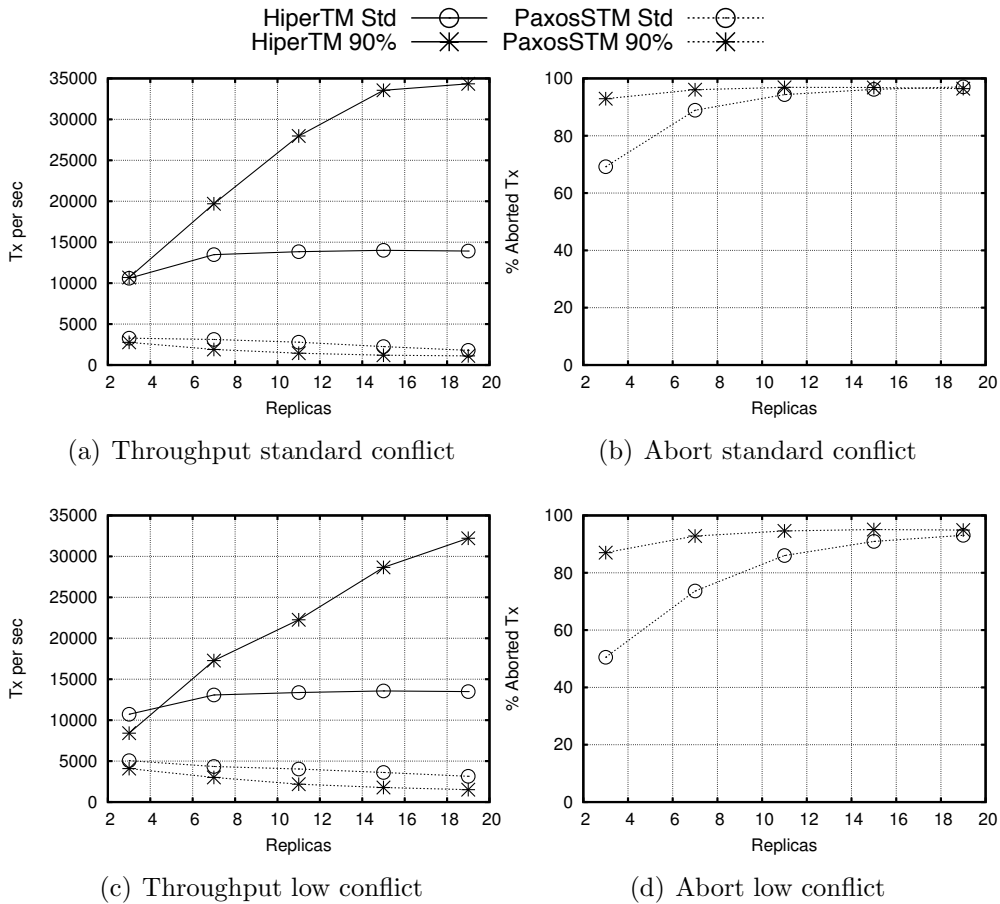 HiperTM Std PaxosSTM Std
HiperTM 90% PaxosSTM 90%
35000
30000
25000
20000
15000
10000
5000
0
Tx per sec
2 4 6 8 10 12 14 16 18 20
Replicas
(a) Throughput standard conflict
100
80
60
40
20
0
% Aborted Tx
2 4 6 8 10 12 14 16 18 20
Replicas
(b) Abort standard conflict
35000
30000
25000
20000
15000
10000
5000
0
Tx per sec
2 4 6 8 10 12 14 16 18 20
Replicas
(c) Throughput low conflict
100
80
60
40
20
0
% Aborted Tx
2 4 6 8 10 12 14 16 18 20
Replicas
(d) Abort low conflict